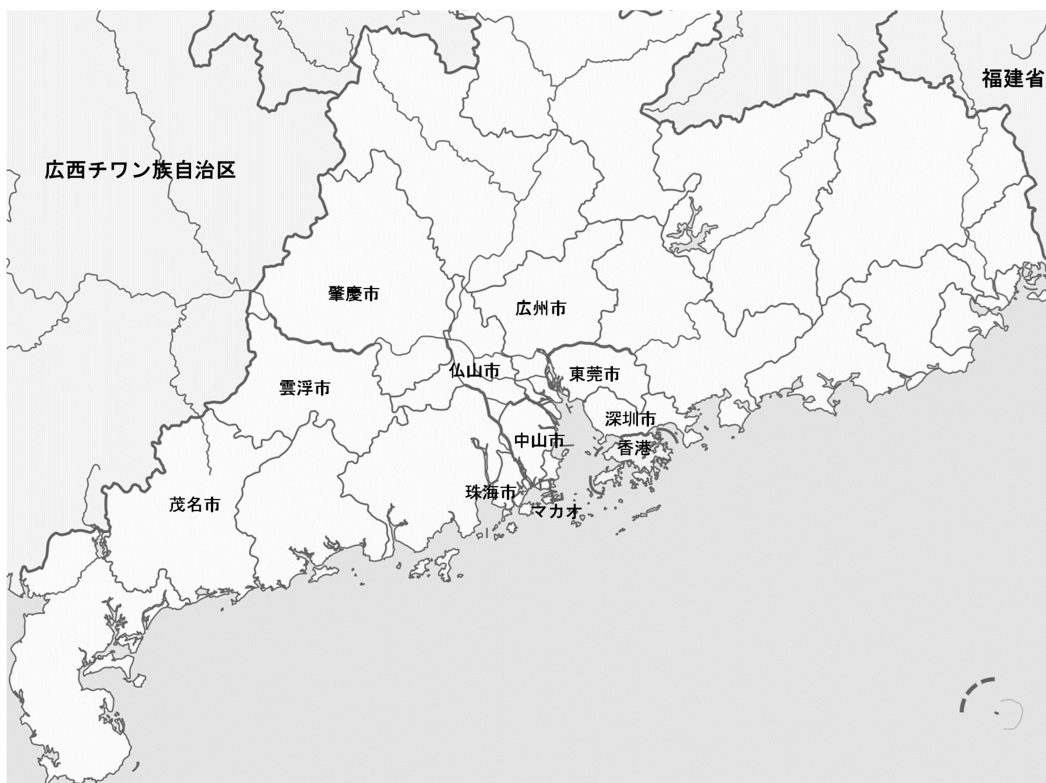 福建省
広西チワン族自治区
肇慶市
広州市
仏山市
東莞市
雲浮市
深圳市
中山市
香港
珠海市
茂名市
マカオ